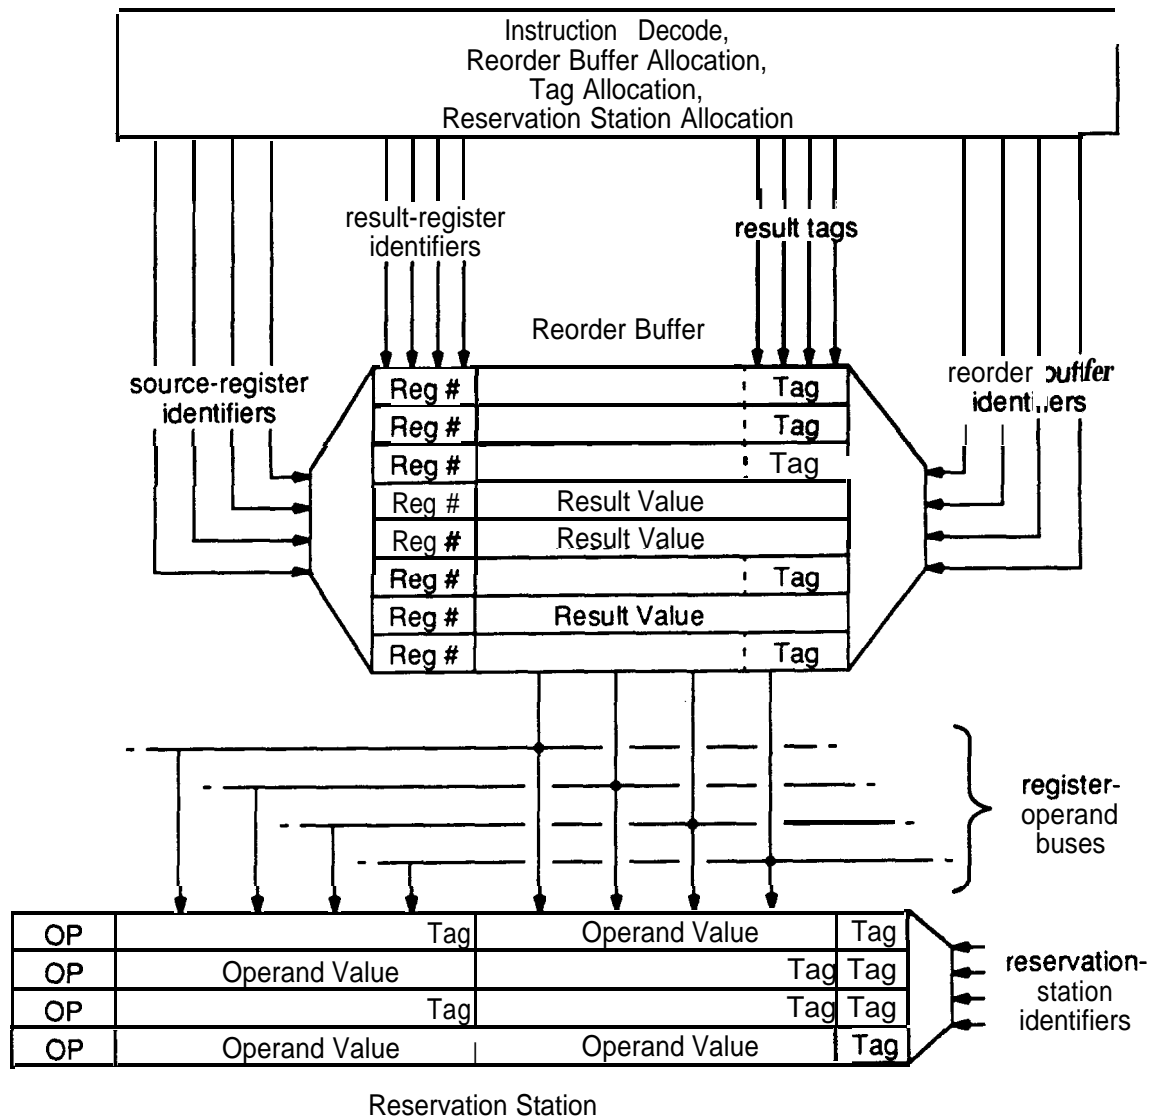 Instruction Decode,
Reorder Buffer Allocation,
Tag Allocation,
Reservation Station Allocation
result-register
identifiers
result tags
Reorder Buffer
source-register
identifiers
reorder
Reg # Tag
Reg # Tag
Reg # Tag
Reg # Result Value
Reg # Result Value
Reg # Tag
Reg # Result Value
Reg # Tag
register-
operand
buses
OP Tag Operand Value Tag
OP Operand Value Tag Tag
OP Tag Tag Tag
OP Operand Value Operand Value Tag
reservation-
station
identifiers
Reservation Station